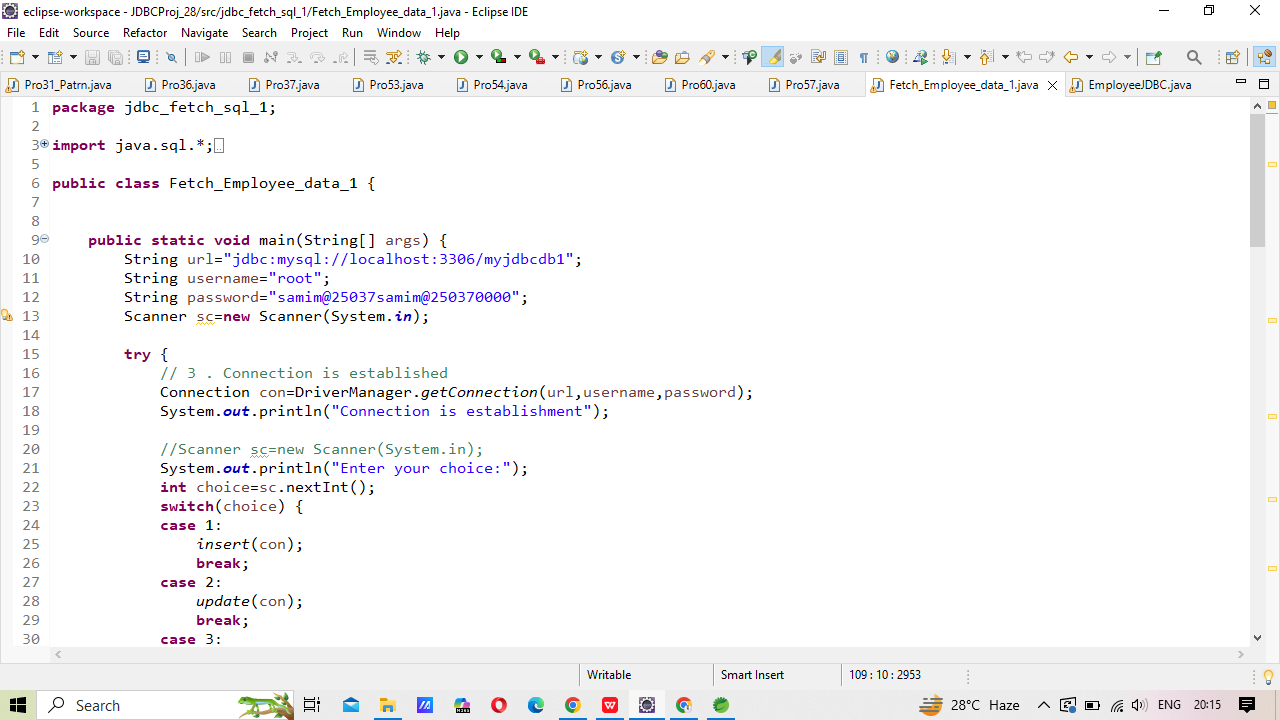 eclipse-workspace - JDBCProj_28/src/jdbc_fetch_sql_1/Fetch_Employee_data_1.java - Eclipse IDE
File Edit Source Refactor Navigate Search Project Run Window Help
Pro31_Patrn.java Pro36.java Pro37.java Pro53.java Pro54.java Pro56.java Pro60.java Pro57.java Fetch_Employee_data_1.java EmployeeJDBC.java
1 package jdbc_fetch_sql_1;
2
3 import java.sql.*;
5
6 public class Fetch_Employee_data_1 {
7
8
9 public static void main(String[] args) {
10 String url="jdbc:mysql://localhost:3306/myjdbcdb1";
11 String username="root";
12 String password="samim@25037samim@250370000";
13 Scanner sc=new Scanner(System.in);
14
15 try {
16 // 3 . Connection is established
17 Connection con=DriverManager.getConnection(url,username,password);
18 System.out.println("Connection is establishment");
19
20 //Scanner sc=new Scanner(System.in);
21 System.out.println("Enter your choice:");
22 int choice=sc.nextInt();
23 switch(choice) {
24 case 1:
25 insert(con);
26 break;
27 case 2:
28 update(con);
29 break;
30 case 3:
Writable Smart Insert 109 : 10 : 2953
Search 28°C Haze ENG 20:15